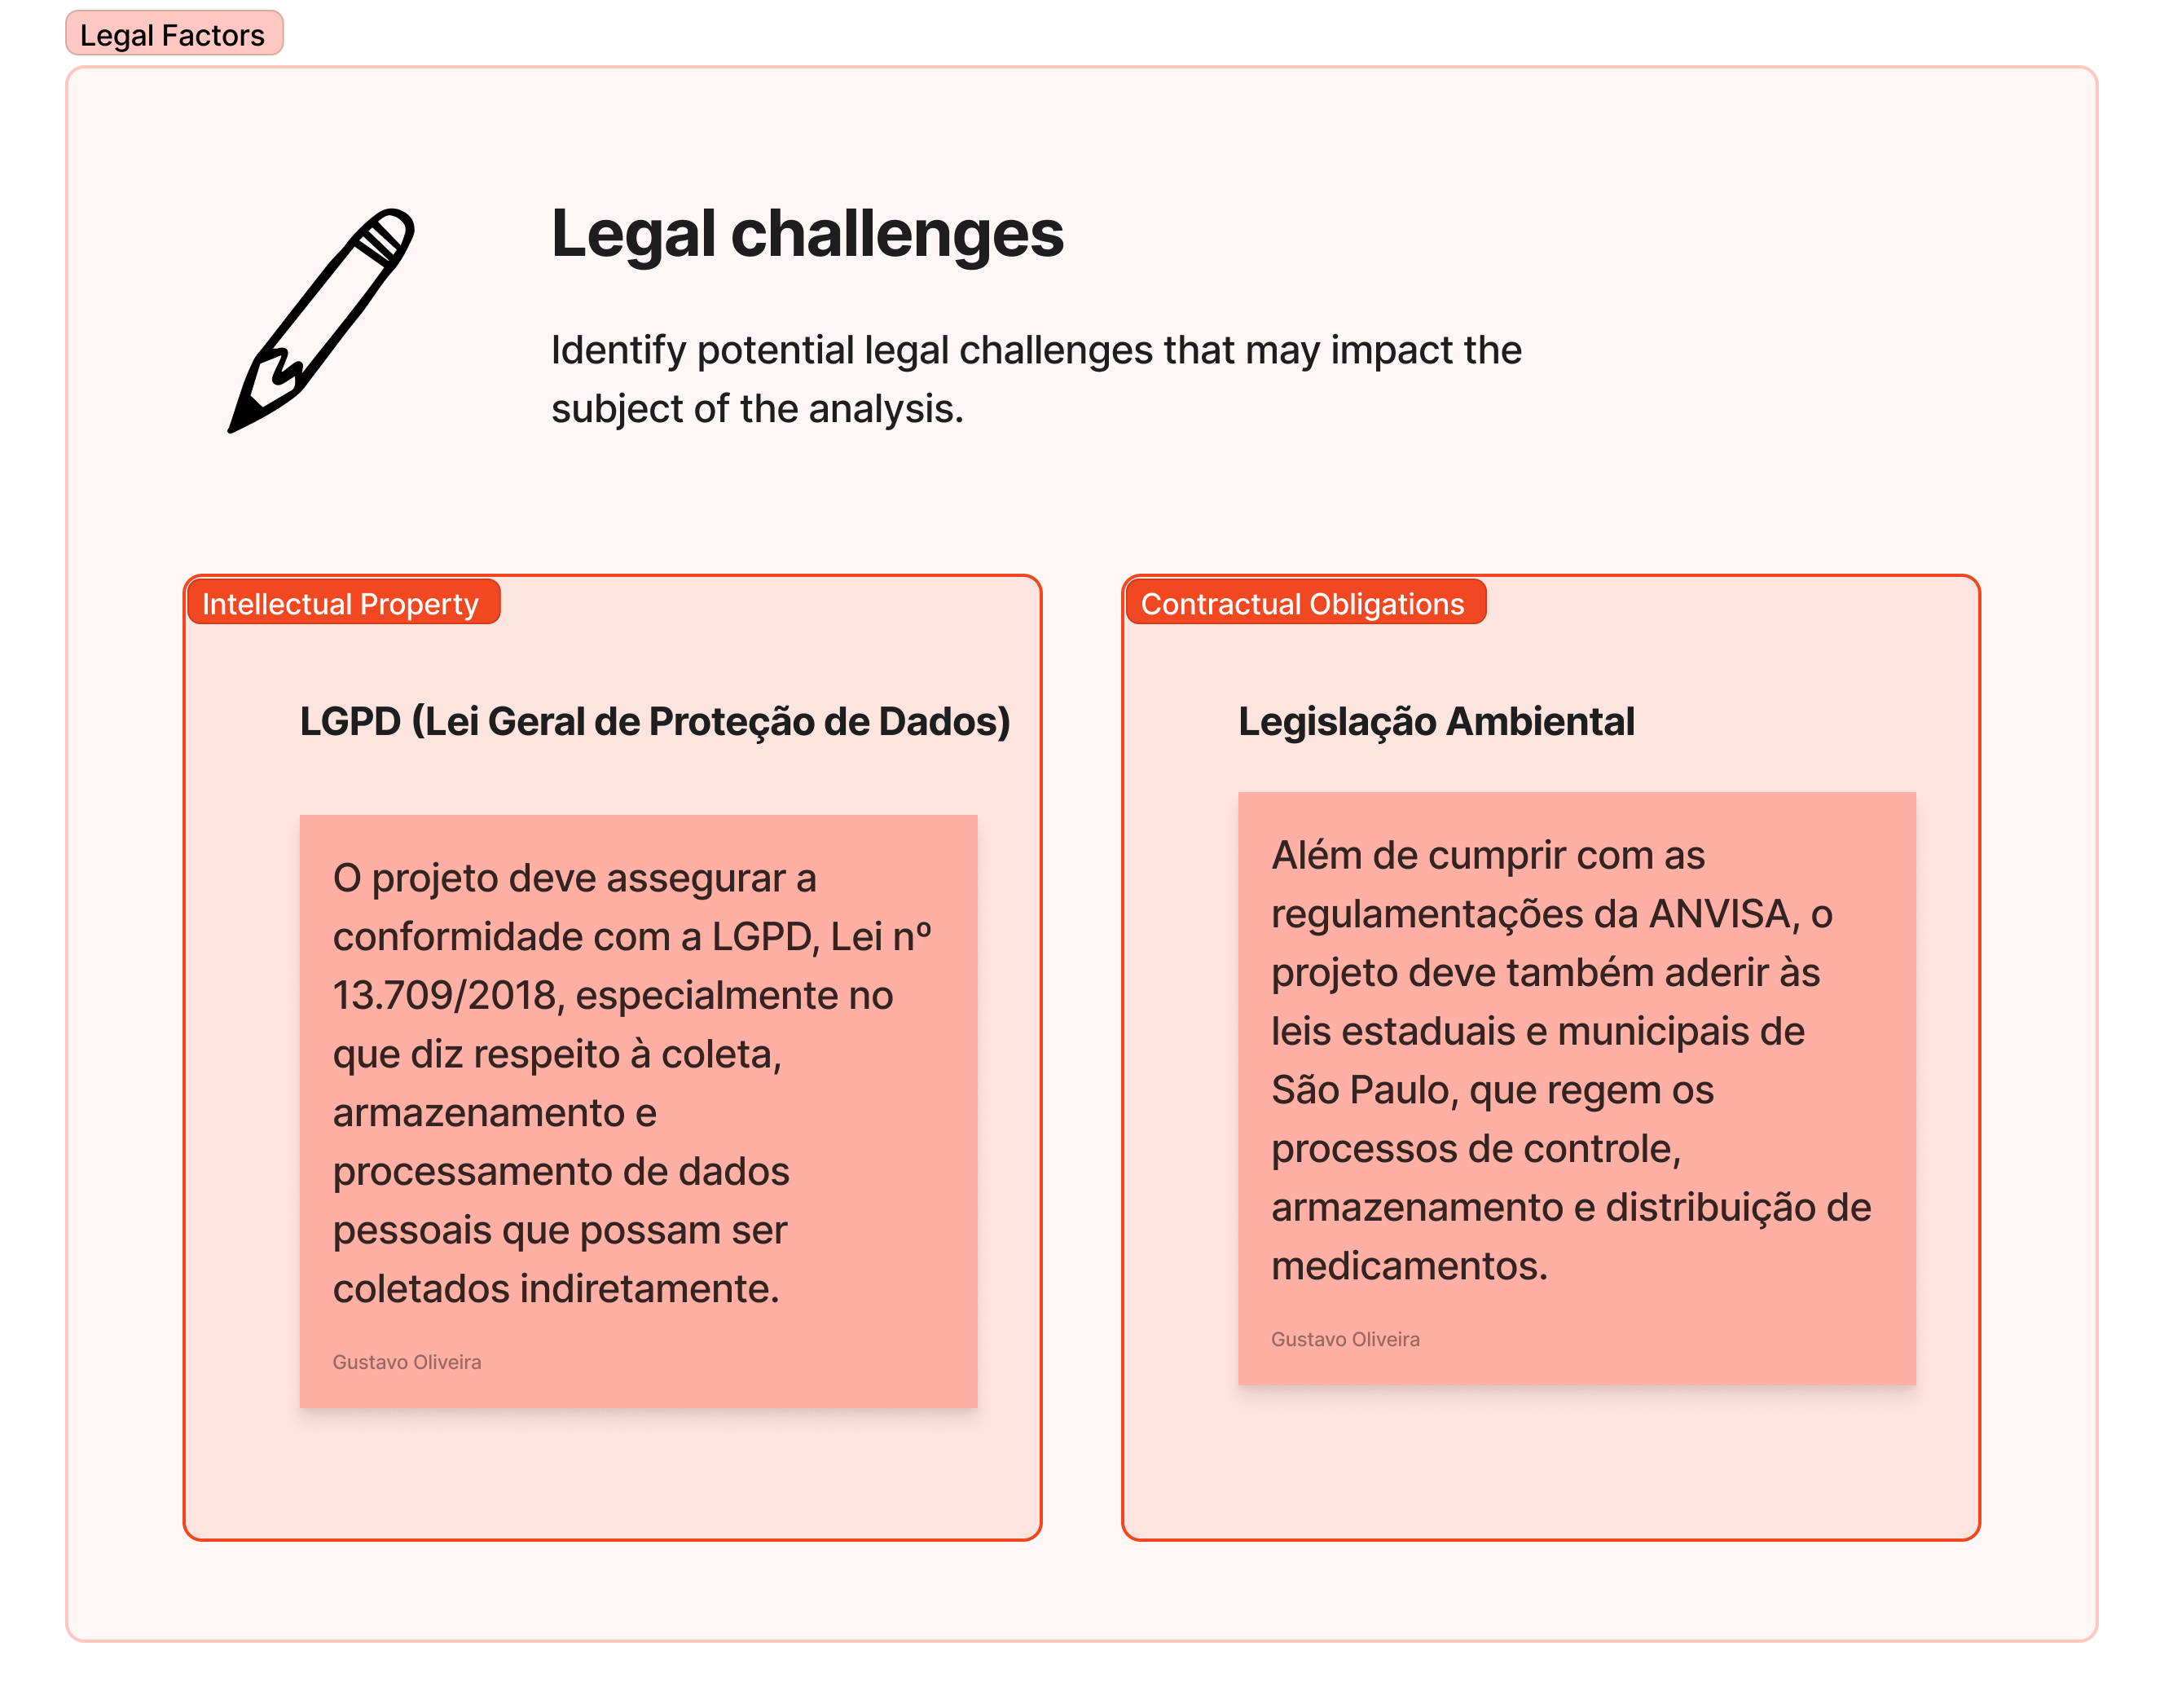 Legal Factors
Legal challenges
Identify potential legal challenges that may impact the
subject of the analysis.
Intellectual Property
LGPD (Lei Geral de Proteção de Dados)
O projeto deve assegurar a
conformidade com a LGPD, Lei nº
13.709/2018, especialmente no
que diz respeito à coleta,
armazenamento e
processamento de dados
pessoais que possam ser
coletados indiretamente.
Gustavo Oliveira
Contractual Obligations
Legislação Ambiental
Além de cumprir com as
regulamentações da ANVISA, o
projeto deve também aderir às
leis estaduais e municipais de
São Paulo, que regem os
processos de controle,
armazenamento e distribuição de
medicamentos.
Gustavo Oliveira